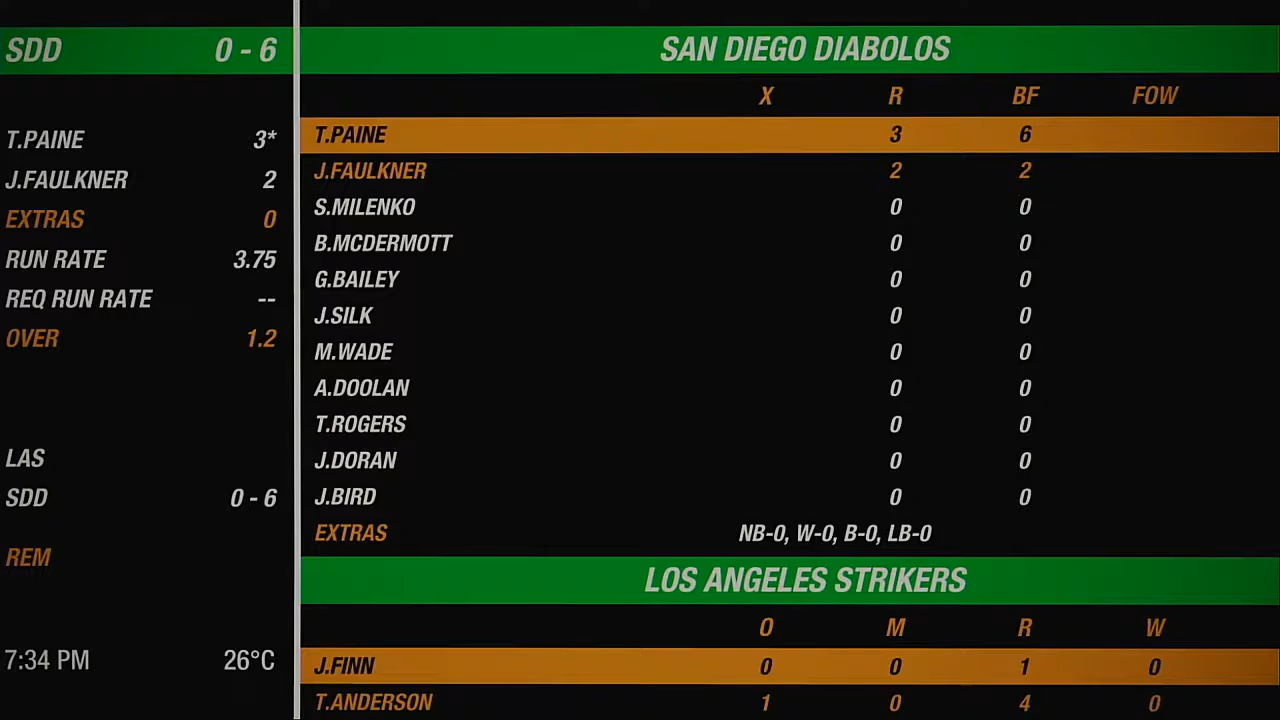 SDD 0 - 6
T.PAINE 3*
J.FAULKNER 2
EXTRAS 0
RUN RATE 3.75
REQ RUN RATE --
OVER 1.2
LAS
SDD 0 - 6
REM
7:34 PM 26°C
SAN DIEGO DIABOLOS
X R BF FOW
T.PAINE 3 6
J.FAULKNER 2 2
S.MILENKO 0 0
B.MCDERMOTT 0 0
G.BAILEY 0 0
J.SILK 0 0
M.WADE 0 0
A.DOOLAN 0 0
T.ROGERS 0 0
J.DORAN 0 0
J.BIRD 0 0
EXTRAS NB-0, W-0, B-0, LB-0
LOS ANGELES STRIKERS
O M R W
J.FINN 0 0 1 0
T.ANDERSON 1 0 4 0